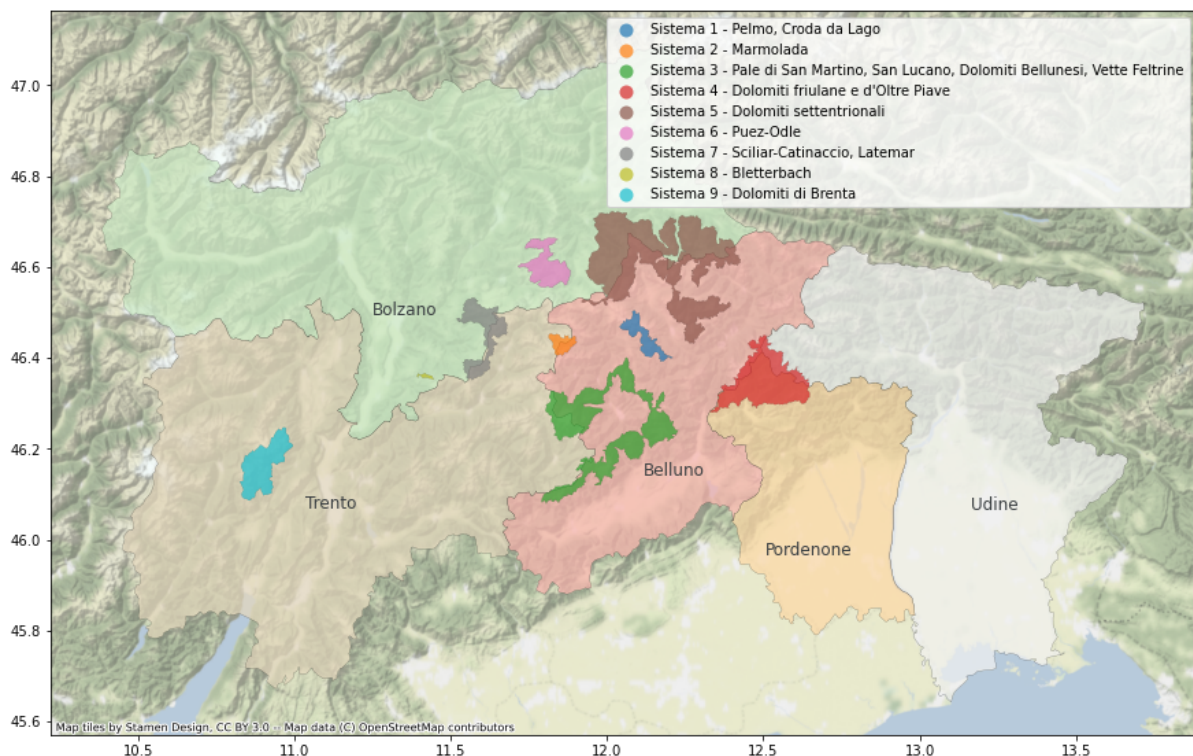 Sistema 1 - Pelmo, Croda da Lago
Sistema 2 - Marmolada
Sistema 3 - Pale di San Martino, San Lucano, Dolomiti Bellunesi, Vette Feltrine
Sistema 4 - Dolomiti friulane e d'Oltre Piave
Sistema 5 - Dolomiti settentrionali
Sistema 6 - Puez-Odle
Sistema 7 - Sciliar-Catinaccio, Latemar
Sistema 8 - Bletterbach
Sistema 9 - Dolomiti di Brenta
47.0
46.8
46.6
46.4
46.2
46.0
45.8
45.6
Bolzano
Trento
Belluno
Pordenone
Udine
Map tiles by Stamen Design, CC BY 3.0 -- Map data (C) OpenStreetMap contributors
10.5 11.0 11.5 12.0 12.5 13.0 13.5